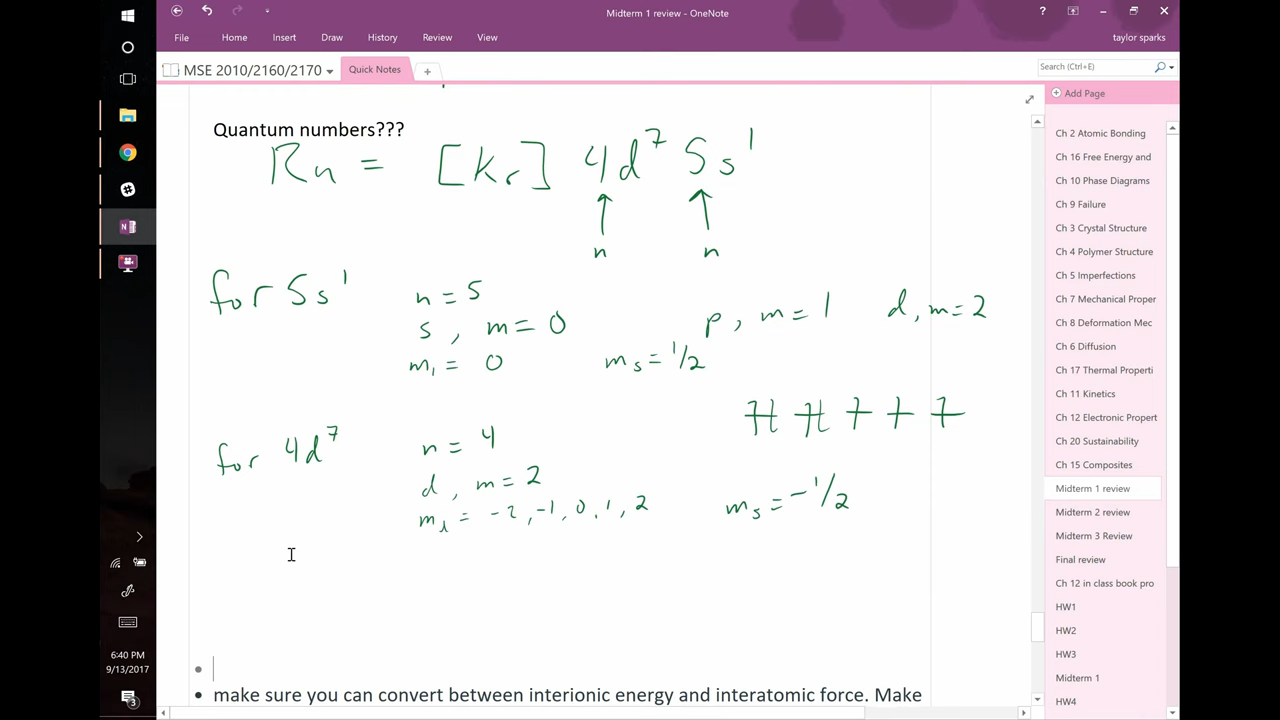 Midterm 1 review - OneNote
?
taylor sparks
File Home Insert Draw History Review View
MSE 2010/2160/2170
Quick Notes
+
Search (Ctrl+E)
Add Page
Quantum numbers???
Rn = [Kr] 4d⁷ 5s¹
n n
for 5s¹
n = 5
s, m = 0
p, m = 1 d, m = 2
m₁ = 0 mₛ = 1/2
for 4d⁷
n = 4
d, m = 2
mₗ = -2, -1, 0, 1, 2 mₛ = -1/2
make sure you can convert between interionic energy and interatomic force. Make
Ch 2 Atomic Bonding
Ch 16 Free Energy and
Ch 10 Phase Diagrams
Ch 9 Failure
Ch 3 Crystal Structure
Ch 4 Polymer Structure
Ch 5 Imperfections
Ch 7 Mechanical Proper
Ch 8 Deformation Mec
Ch 6 Diffusion
Ch 17 Thermal Properti
Ch 11 Kinetics
Ch 12 Electronic Propert
Ch 20 Sustainability
Ch 15 Composites
Midterm 1 review
Midterm 2 review
Midterm 3 Review
Final review
Ch 12 in class book pro
HW1
HW2
HW3
Midterm 1
HW4
6:40 PM
9/13/2017
3